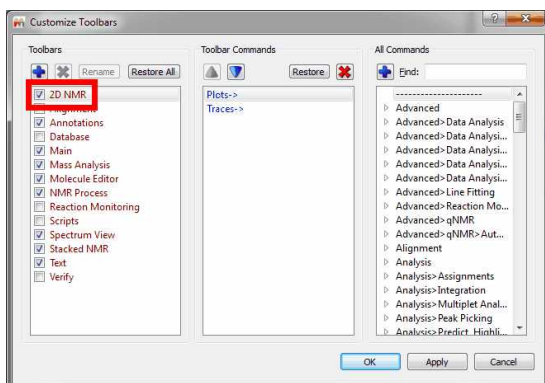 Customize Toolbars
Toolbars
Rename
Restore All
2D NMR
Annotations
Database
Main
Mass Analysis
Molecule Editor
NMR Process
Reaction Monitoring
Scripts
Spectrum View
Stacked NMR
Text
Verify
Toolbar Commands
Restore
Plots->
Traces->
All Commands
Find:
---------------------
Advanced
Advanced>Data Analysis
Advanced>Data Analysi...
Advanced>Data Analysi...
Advanced>Data Analysi...
Advanced>Line Fitting
Advanced>Reaction Mo...
Advanced>qNMR
Advanced>qNMR>Aut...
Alignment
Analysis
Analysis>Assignments
Analysis>Integration
Analysis>Multiplet Anal...
Analysis>Peak Picking
Analysis>Predict Highli...
OK
Apply
Cancel